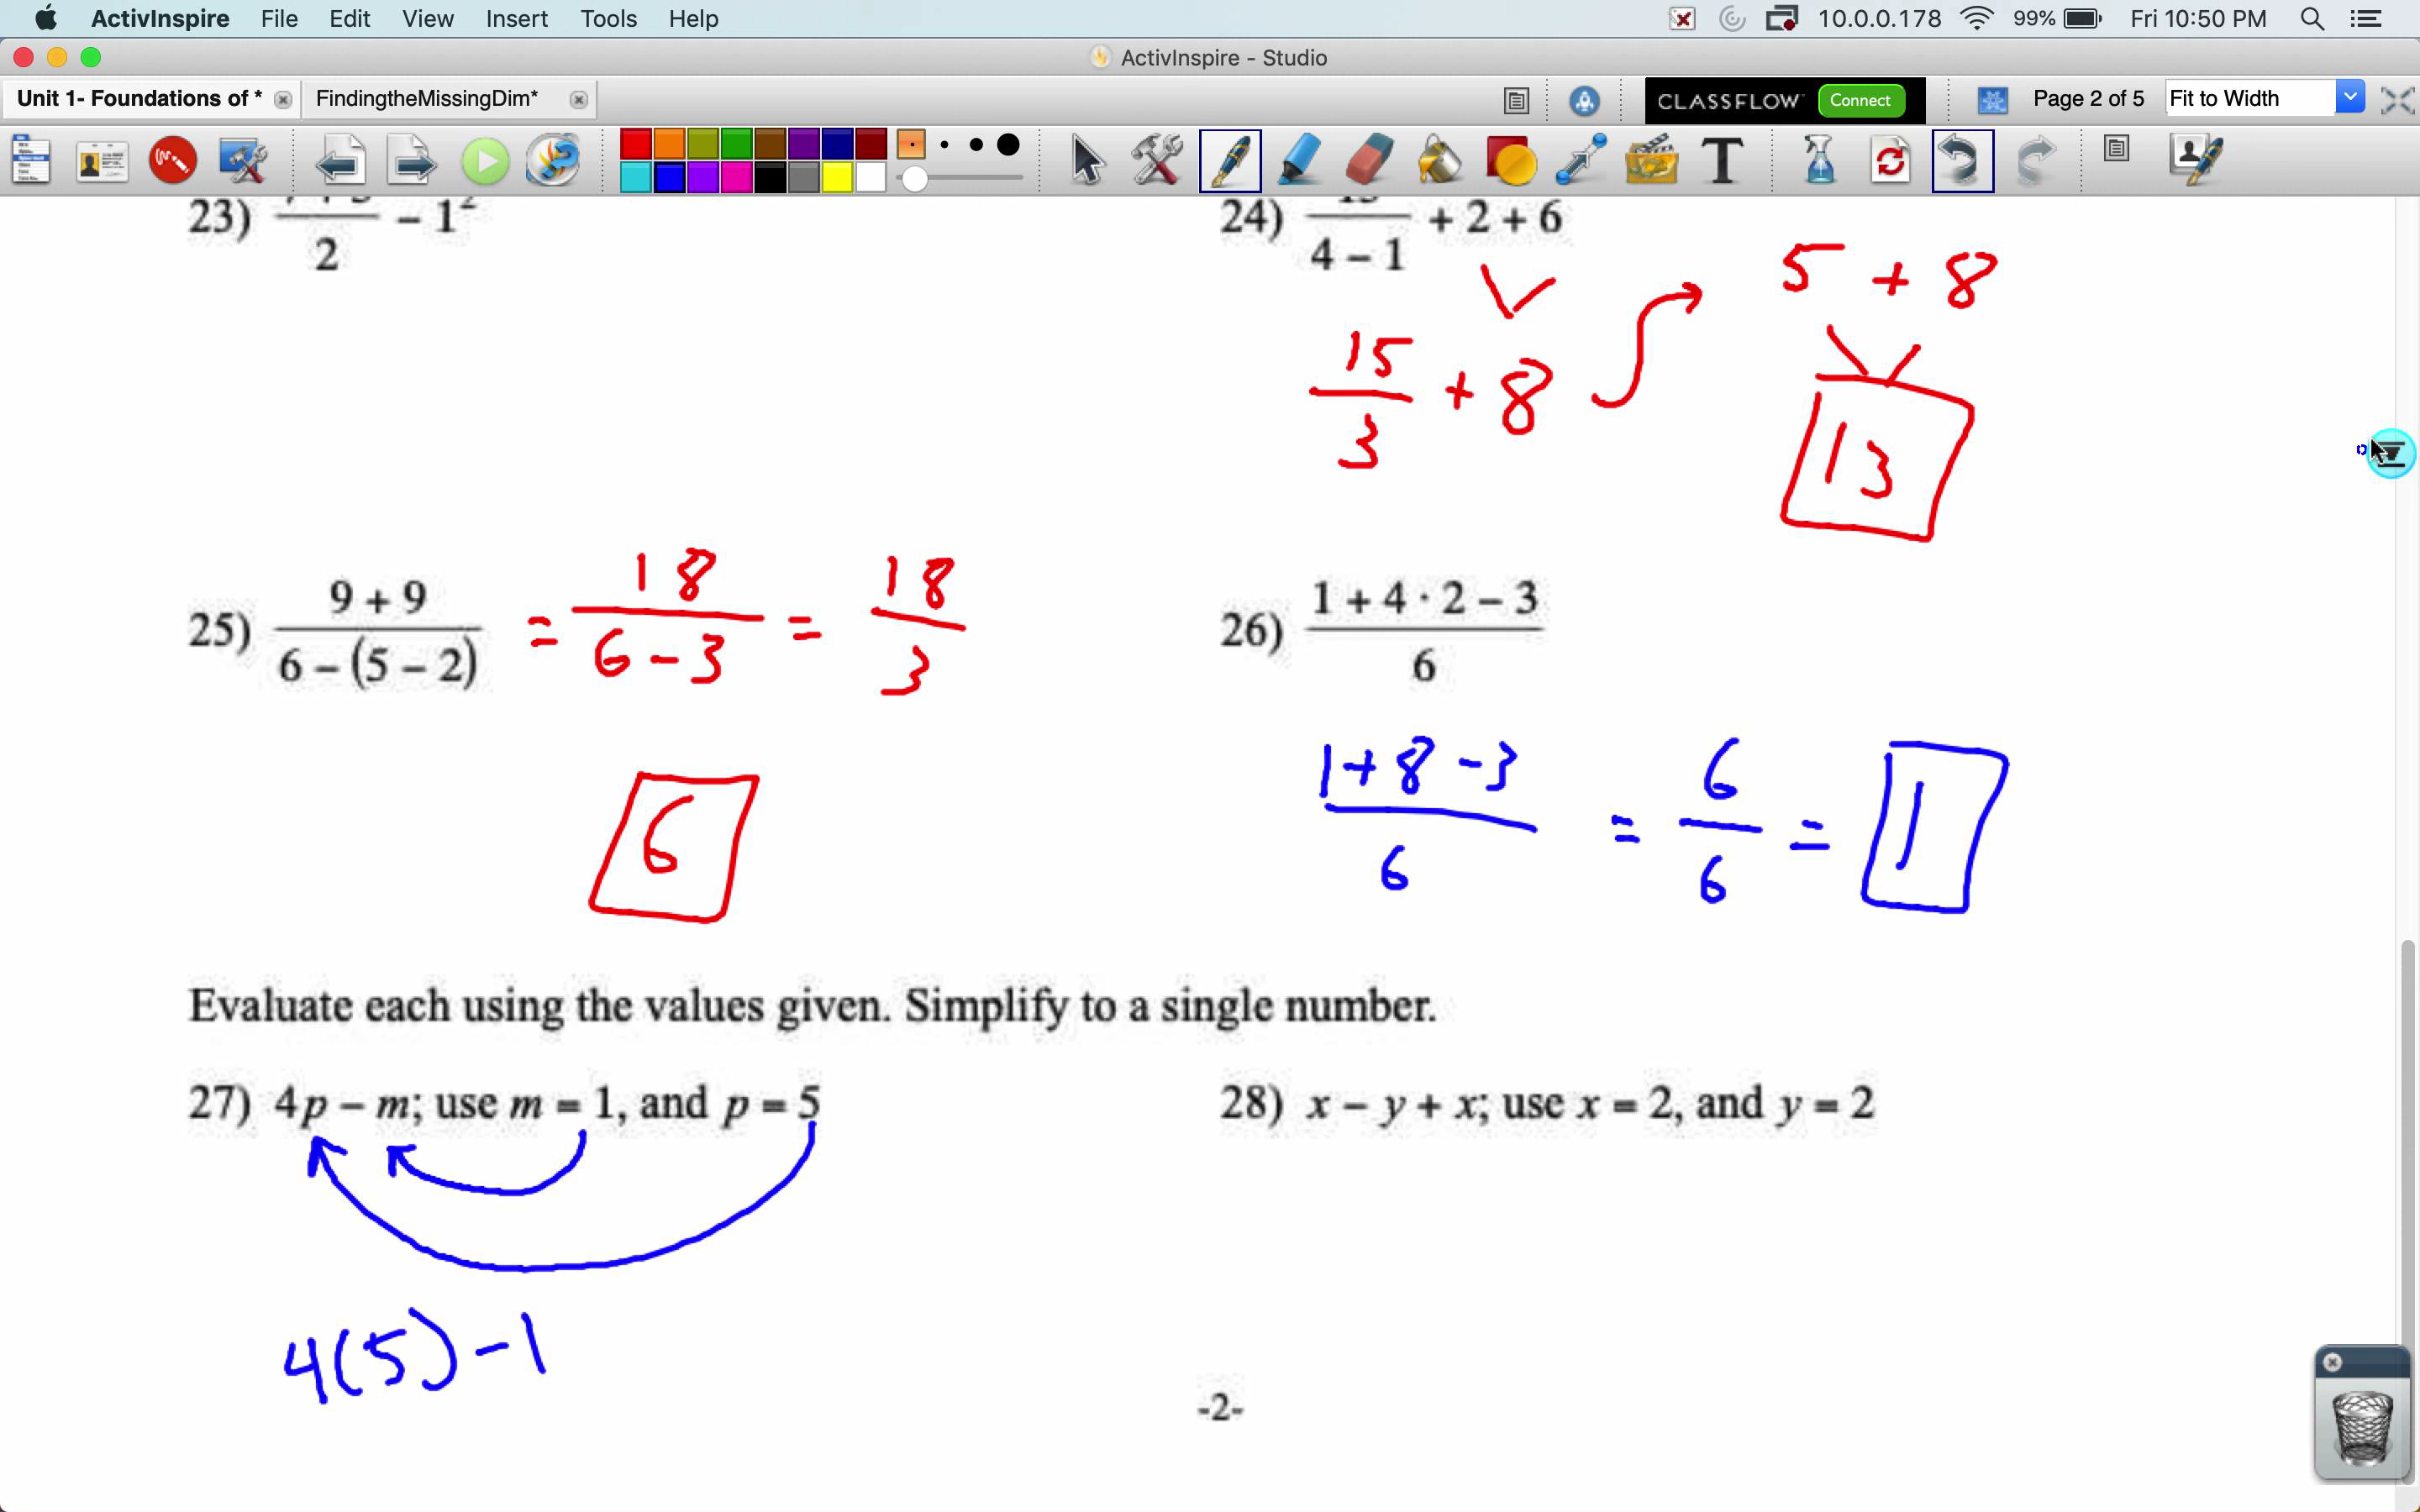 ActivInspire File Edit View Insert Tools Help 10.0.0.178 99% Fri 10:50 PM
ActivInspire - Studio
Unit 1- Foundations of * FindingtheMissingDim* CLASSFLOW Connect Page 2 of 5 Fit to Width
T
23) 2 - 1²
24) 4 - 1 + 2 + 6
5 + 8
15/3 + 8
13
25) (9 + 9)/(6 - (5 - 2)) = 18/(6 - 3) = 18/3
26) (1 + 4 · 2 - 3)/6
6
(1 + 8 - 3)/6 = 6/6 = 1
Evaluate each using the values given. Simplify to a single number.
27) 4p - m; use m = 1, and p = 5
28) x - y + x; use x = 2, and y = 2
4(5) - 1
-2-